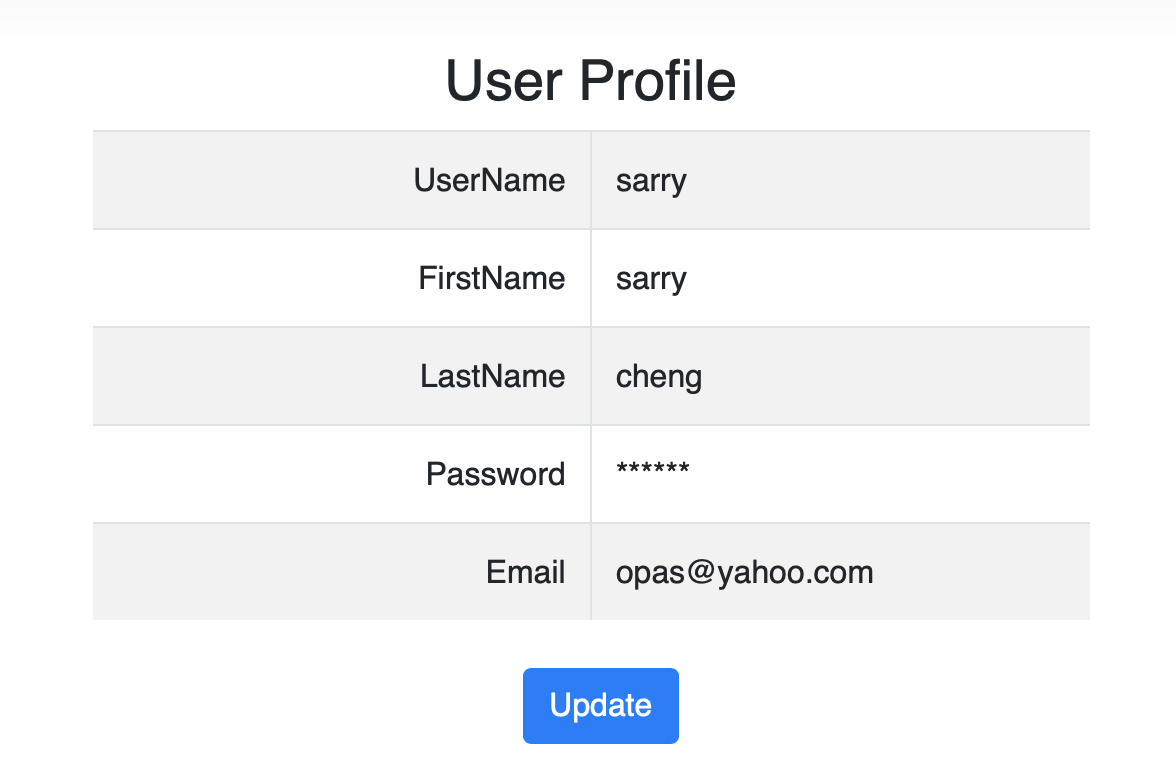 User Profile
UserName sarry
FirstName sarry
LastName cheng
Password ******
Email opas@yahoo.com
Update